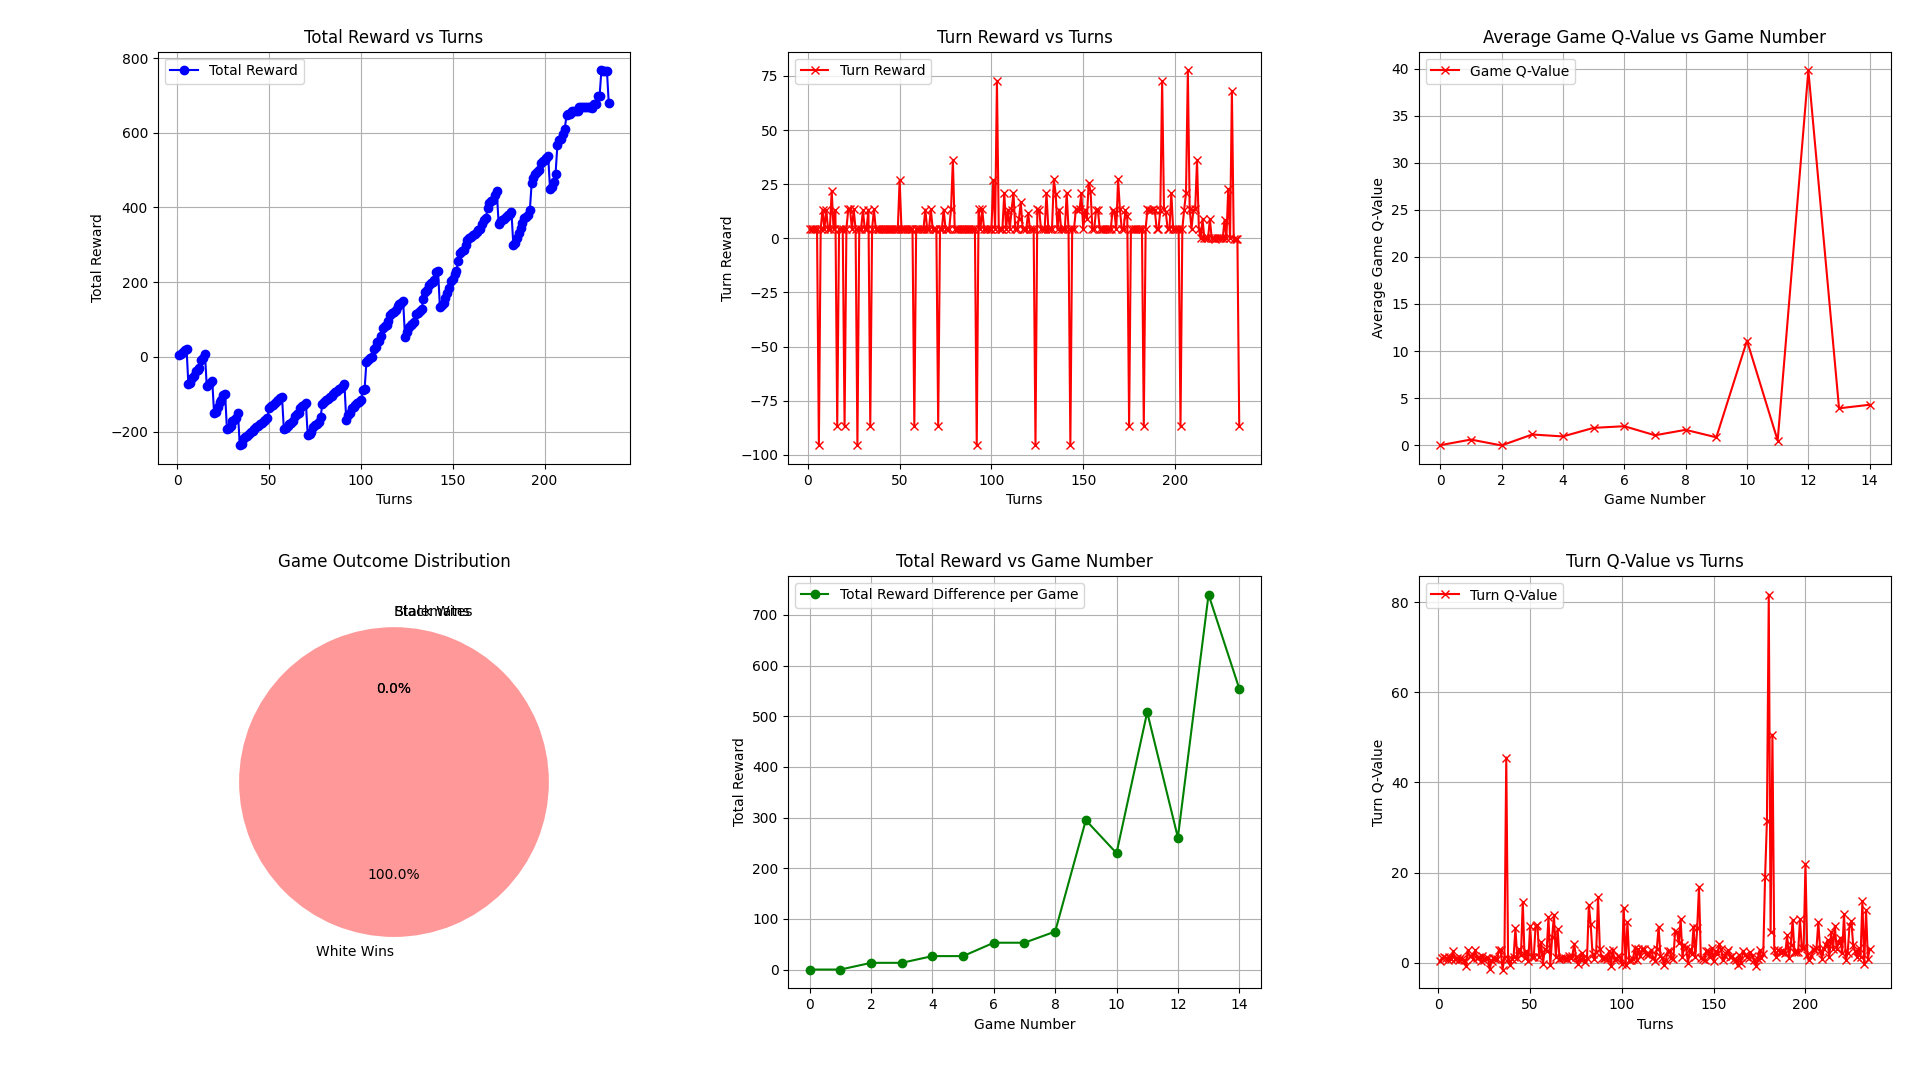 Total Reward vs Turns
Total Reward
800
600
400
200
0
−200
0 50 100 150 200
Turns
Total Reward
Turn Reward vs Turns
Turn Reward
75
50
25
0
−25
−50
−75
−100
0 50 100 150 200
Turns
Turn Reward
Average Game Q-Value vs Game Number
Game Q-Value
40
35
30
25
20
15
10
5
0
0 2 4 6 8 10 12 14
Game Number
Average Game Q-Value
Game Outcome Distribution
Black Wins
Stalemates
0.0%
0.0%
100.0%
White Wins
Total Reward vs Game Number
Total Reward Difference per Game
700
600
500
400
300
200
100
0
0 2 4 6 8 10 12 14
Game Number
Total Reward
Turn Q-Value vs Turns
Turn Q-Value
80
60
40
20
0
0 50 100 150 200
Turns
Turn Q-Value